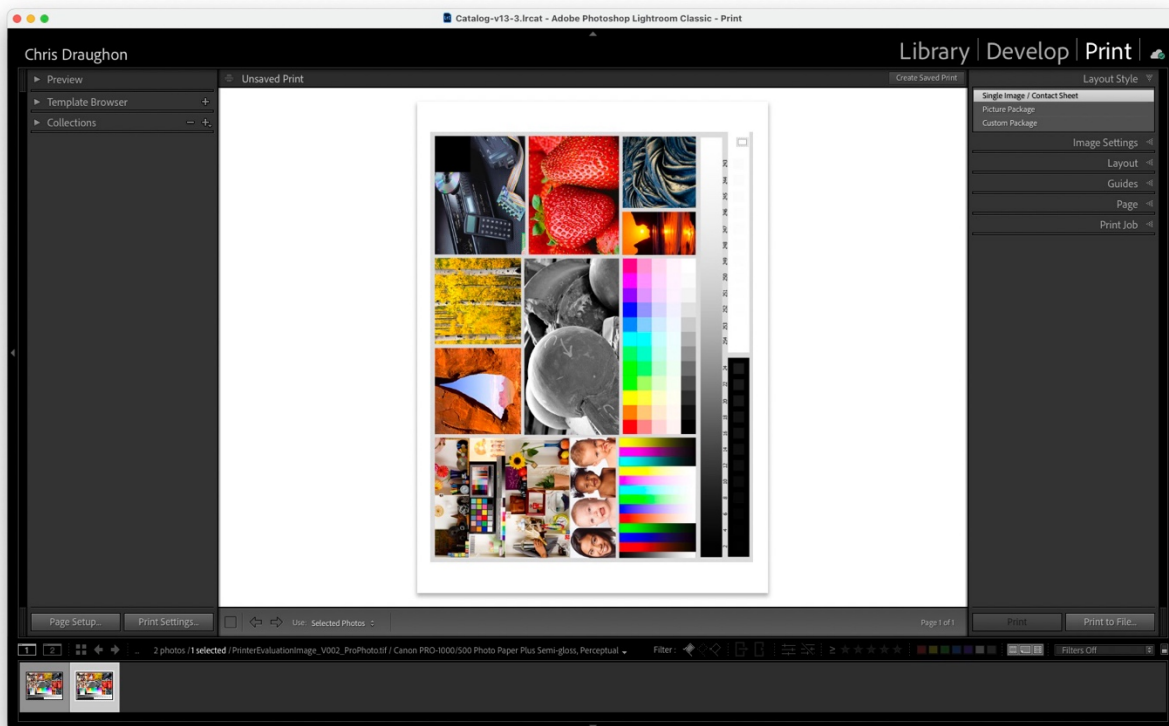 Catalog-v13-3.lrcat - Adobe Photoshop Lightroom Classic - Print
Chris Draughon
Library | Develop | Print
Preview
Template Browser
Collections
Unsaved Print
Create Saved Print
Layout Style
Single Image / Contact Sheet
Picture Package
Custom Package
Image Settings
Layout
Guides
Page
Print Job
Page Setup...
Print Settings...
Use: Selected Photos
Page 1 of 1
Print
Print to File...
1 2
2 photos / 1 selected / PrinterEvaluationImage_V002_ProPhoto.tif / Canon PRO-1000/500 Photo Paper Plus Semi-gloss, Perceptual
Filter:
Filters Off